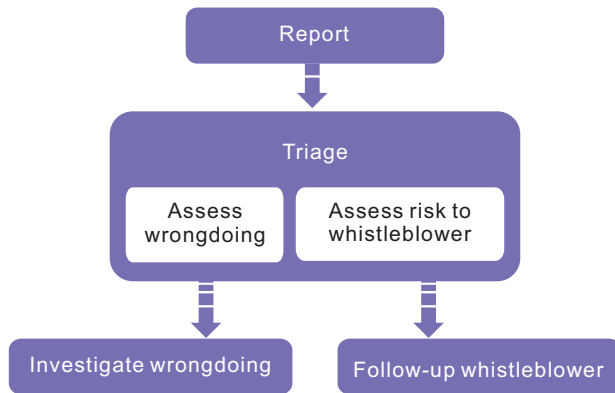 Report
Triage
Assess
wrongdoing
Assess risk to
whistleblower
Investigate wrongdoing
Follow-up whistleblower